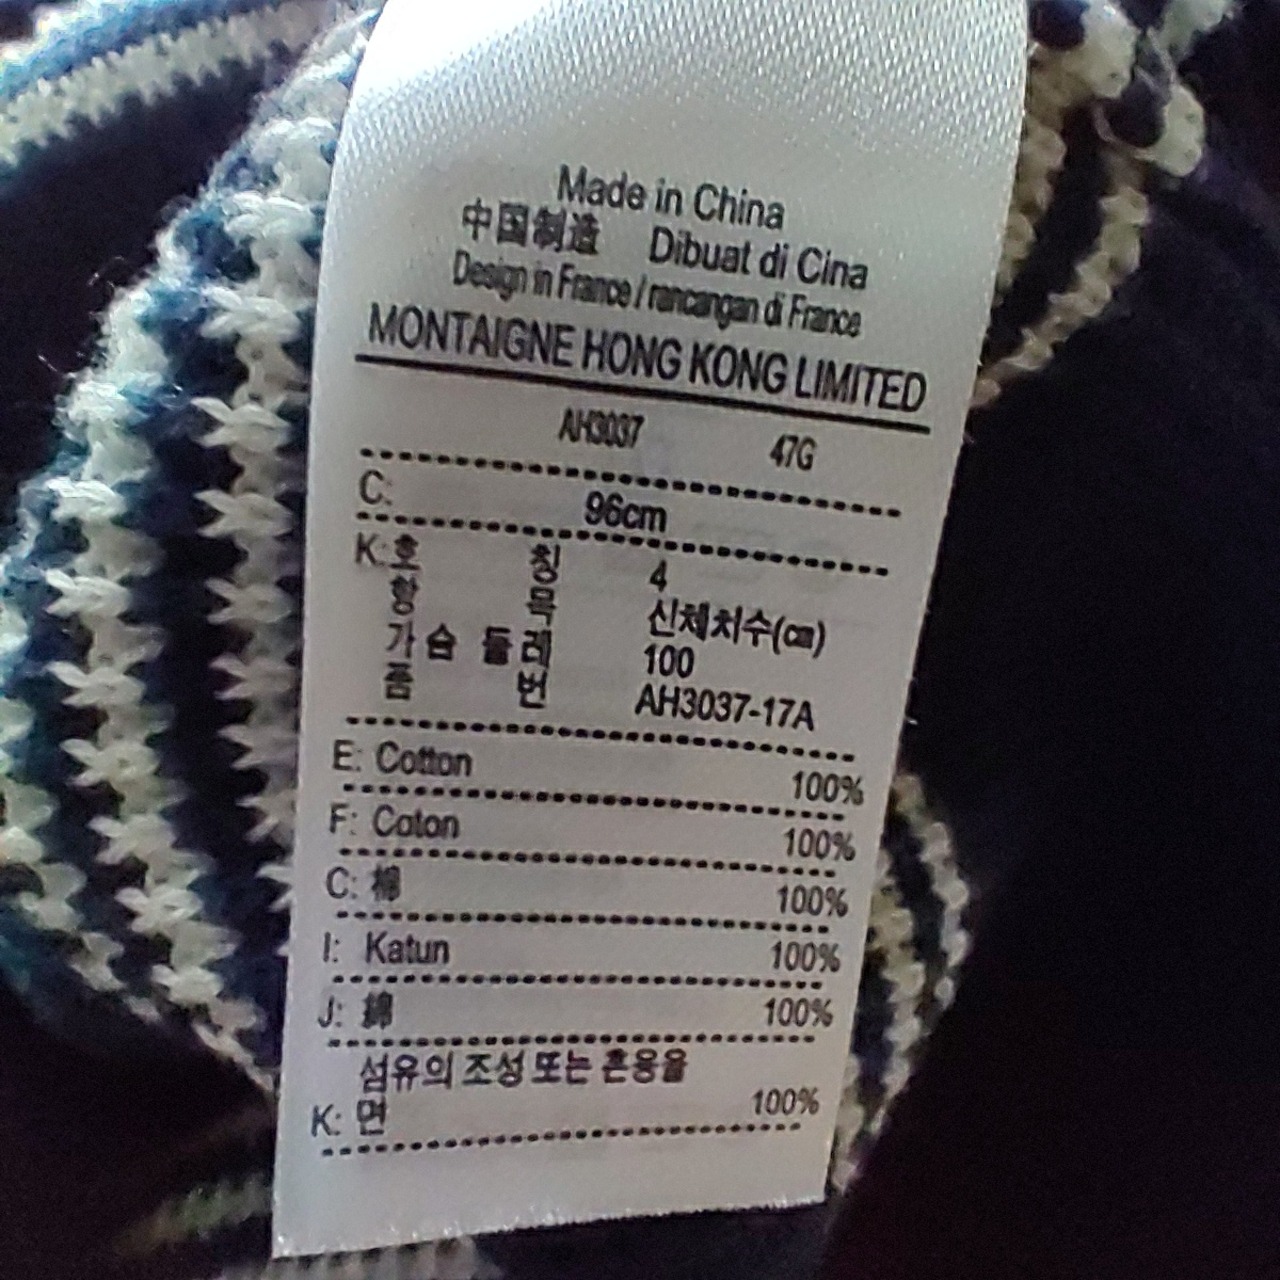 Made in China
中国制造 Dibuat di Cina
Design in France / rancangan di France
MONTAIGNE HONG KONG LIMITED
AH3037 47G
C: 96cm
K: 호 칭 4
항 목 신체치수(㎝)
가 슴 둘 레 100
품 번 AH3037-17A
E: Cotton 100%
F: Coton 100%
C: 棉 100%
I: Katun 100%
J: 綿 100%
섬유의 조성 또는 혼용율
K: 면 100%